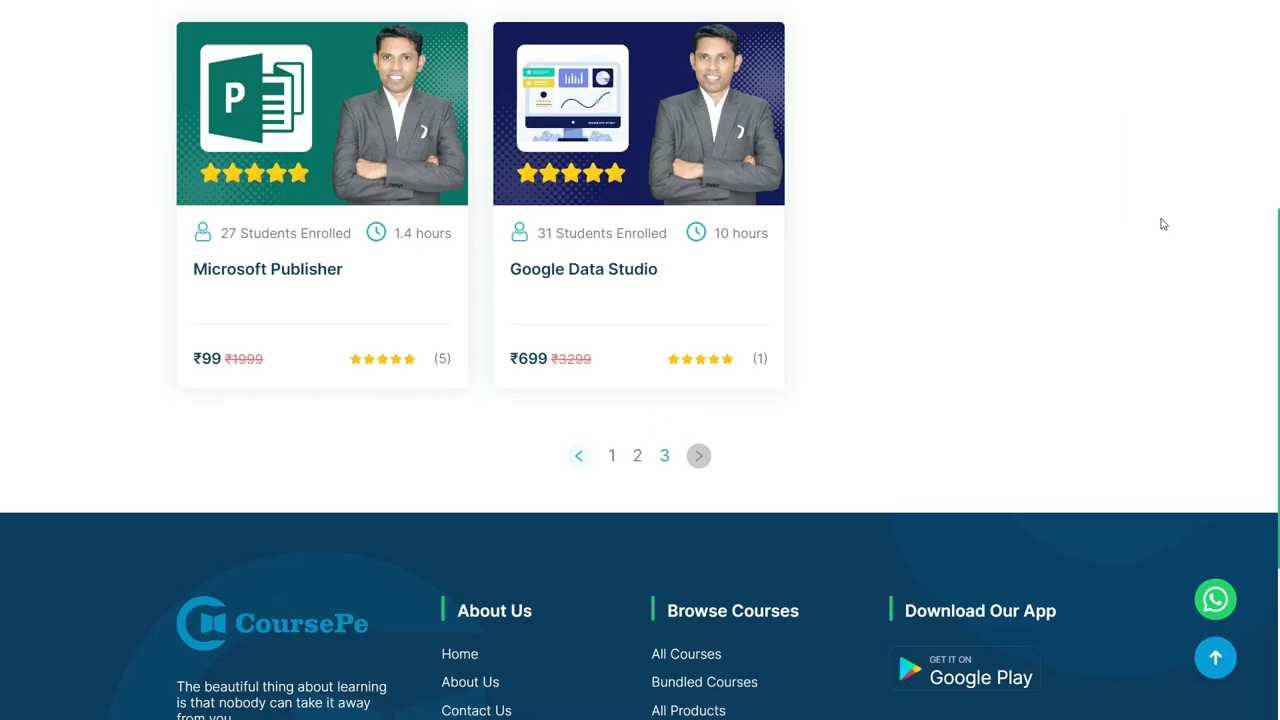 P
27 Students Enrolled 1.4 hours
Microsoft Publisher
₹99 ₹1999 (5)
31 Students Enrolled 10 hours
Google Data Studio
₹699 ₹3299 (1)
1 2 3
CoursePe
The beautiful thing about learning
is that nobody can take it away
from you
About Us
Home
About Us
Contact Us
Browse Courses
All Courses
Bundled Courses
All Products
Download Our App
GET IT ON
Google Play